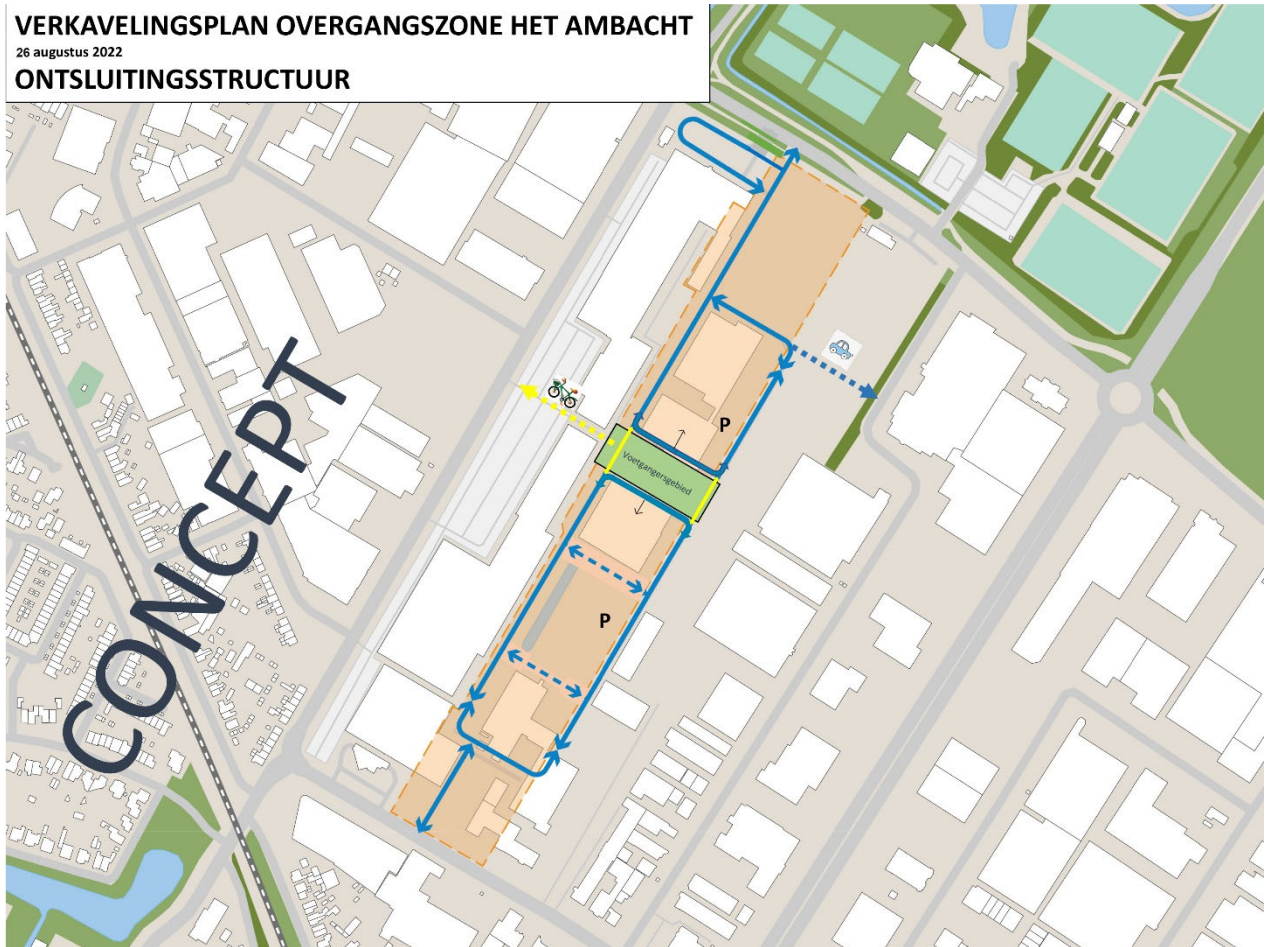 VERKAVELINGSPLAN OVERGANGSZONE HET AMBACHT
26 augustus 2022
ONTSLUITINGSSTRUCTUUR
CONCEPT
P
Voetgangersgebied
P